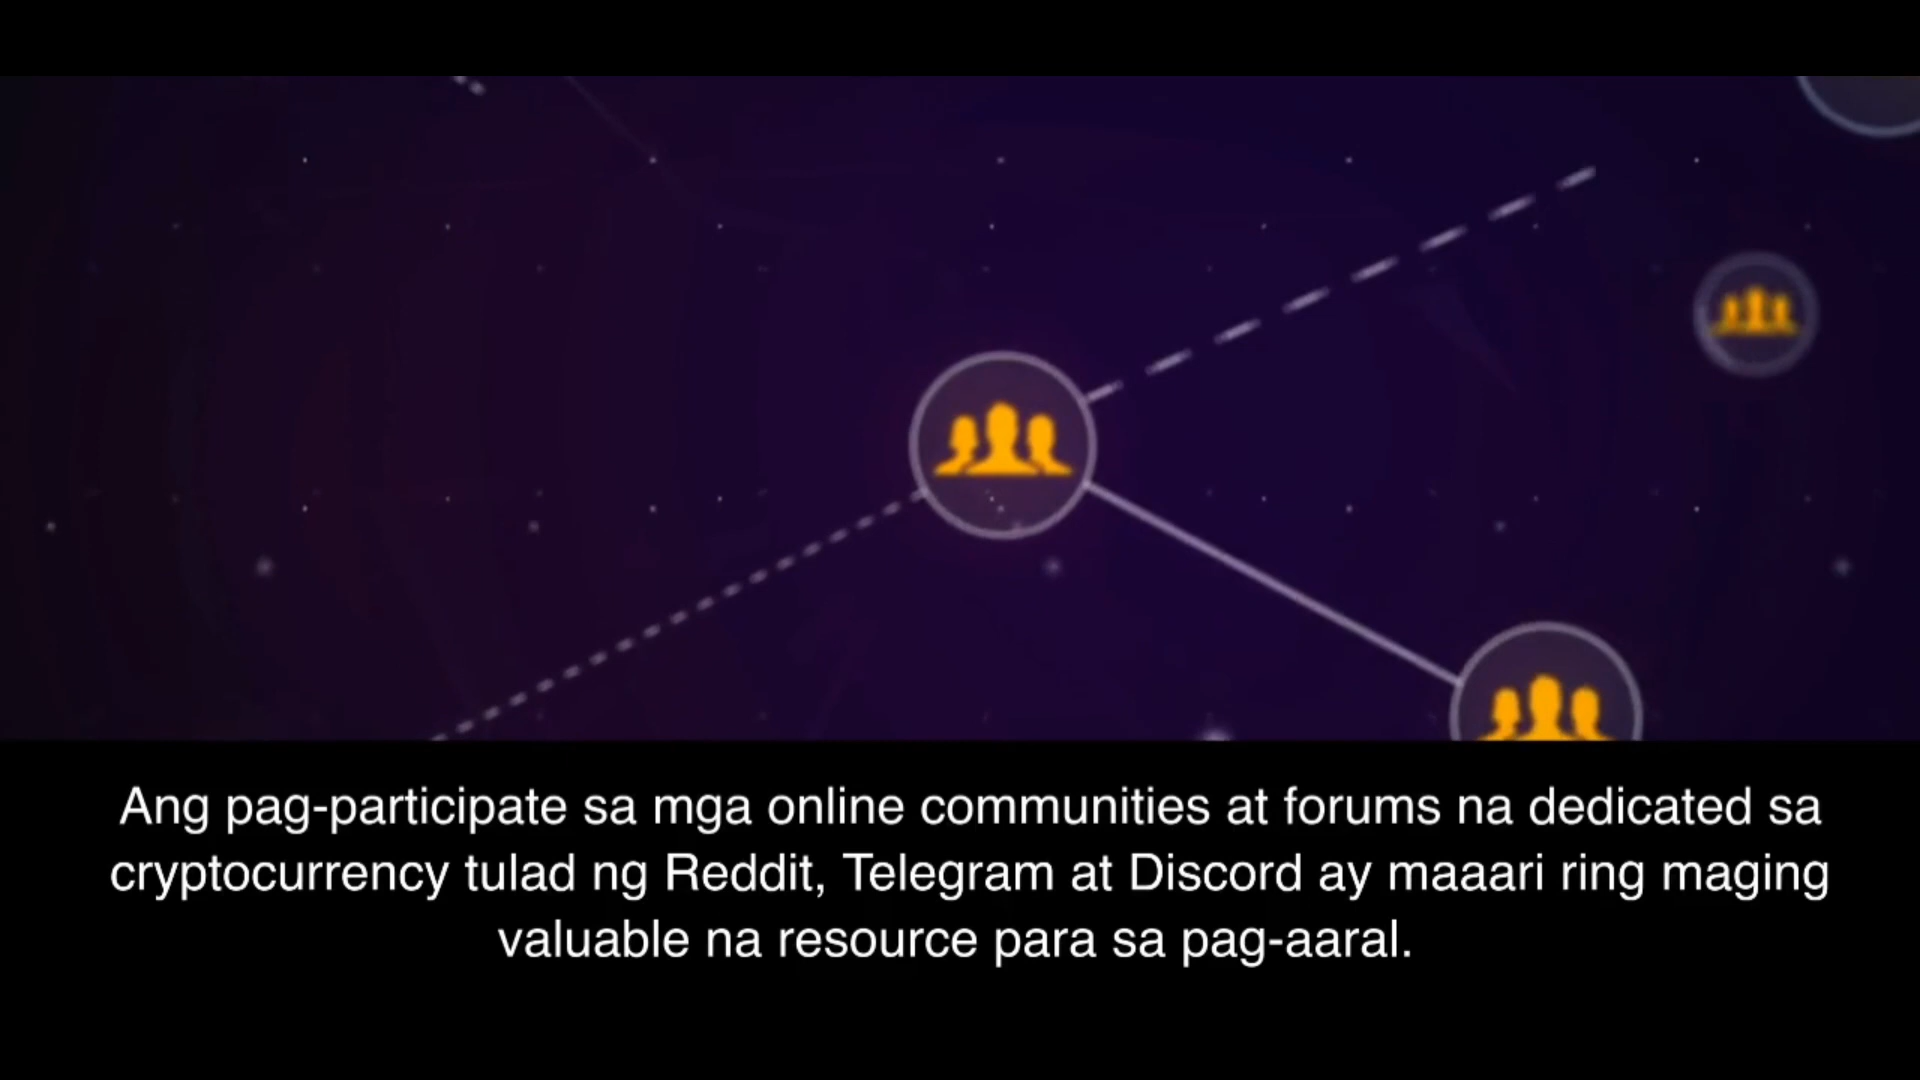 Ang pag-participate sa mga online communities at forums na dedicated sa
cryptocurrency tulad ng Reddit, Telegram at Discord ay maaari ring maging
valuable na resource para sa pag-aaral.